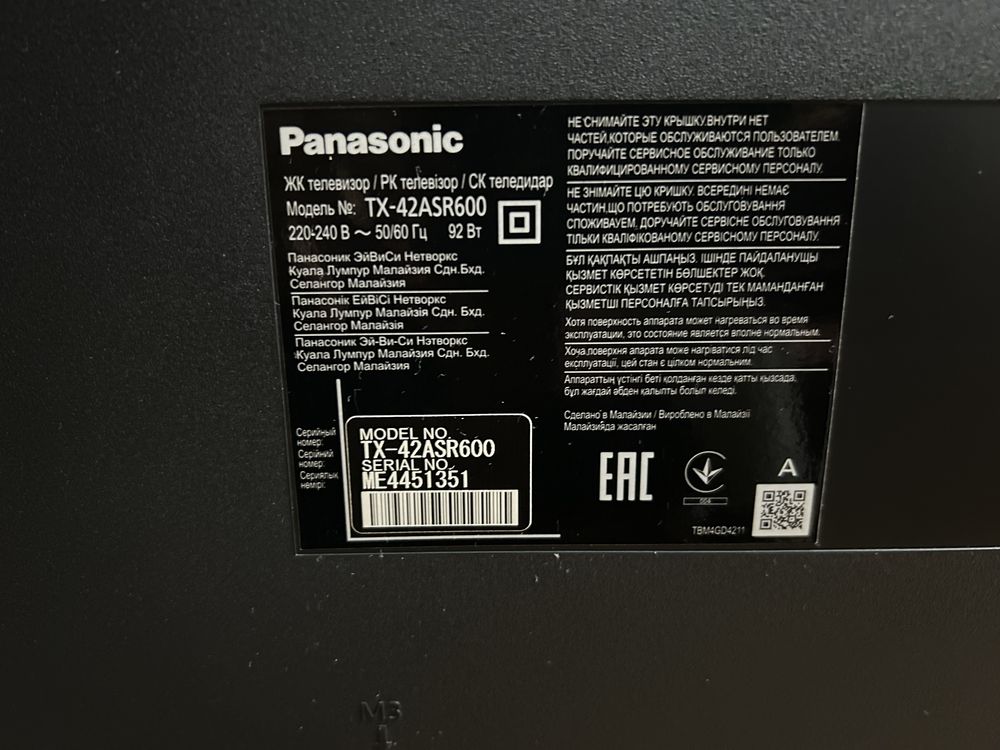 Panasonic
ЖК телевизор / РК телевізор / СК теледидар
Модель №: TX-42ASR600
220-240 В ~ 50/60 Гц 92 Вт
Панасоник ЭйВиСи Нетворкс
Куала Лумпур Малайзия Сдн.Бхд.
Селангор Малайзия
Панасонік ЕйВіСі Нетворкс
Куала Лумпур Малайзія Сдн. Бхд.
Селангор Малайзія
Панасоник Эй-Ви-Си Нэтворкс
Куала Лумпур Малайзия Сдн. Бхд.
Селангор Малайзия
Серийный
номер:
Серійний
номер:
Сериялық
нөмірі:
MODEL NO.
TX-42ASR600
SERIAL NO.
ME4451351
НЕ СНИМАЙТЕ ЭТУ КРЫШКУ.ВНУТРИ НЕТ
ЧАСТЕЙ,КОТОРЫЕ ОБСЛУЖИВАЮТСЯ ПОЛЬЗОВАТЕЛЕМ.
ПОРУЧАЙТЕ СЕРВИСНОЕ ОБСЛУЖИВАНИЕ ТОЛЬКО
КВАЛИФИЦИРОВАННОМУ СЕРВИСНОМУ ПЕРСОНАЛУ.
НЕ ЗНІМАЙТЕ ЦЮ КРИШКУ. ВСЕРЕДИНІ НЕМАЄ
ЧАСТИН,ЩО ПОТРЕБУЮТЬ ОБСЛУГОВУВАННЯ
СПОЖИВАЧЕМ. ДОРУЧАЙТЕ СЕРВІСНЕ ОБСЛУГОВУВАННЯ
ТІЛЬКИ КВАЛІФІКОВАНОМУ СЕРВІСНОМУ ПЕРСОНАЛУ.
БҰЛ ҚАҚПАҚТЫ АШПАҢЫЗ. ІШІНДЕ ПАЙДАЛАНУШЫ
ҚЫЗМЕТ КӨРСЕТЕТІН БӨЛШЕКТЕР ЖОҚ.
СЕРВИСТІК ҚЫЗМЕТ КӨРСЕТУДІ ТЕК МАМАНДАНҒАН
ҚЫЗМЕТШІ ПЕРСОНАЛҒА ТАПСЫРЫҢЫЗ.
Хотя поверхность аппарата может нагреваться во время
эксплуатации, это состояние является вполне нормальным.
Хоча поверхня апарата може нагріватися під час
експлуатації, цей стан є цілком нормальним.
Аппараттың үстіңгі беті қолданған кезде қатты қызсада,
бұл жағдай әбден қалыпты болып келеді.
Сделано в Малайзии / Вироблено в Малайзії
Малайзияда жасалған
EAC
004
A
TBM4GD4211
M3